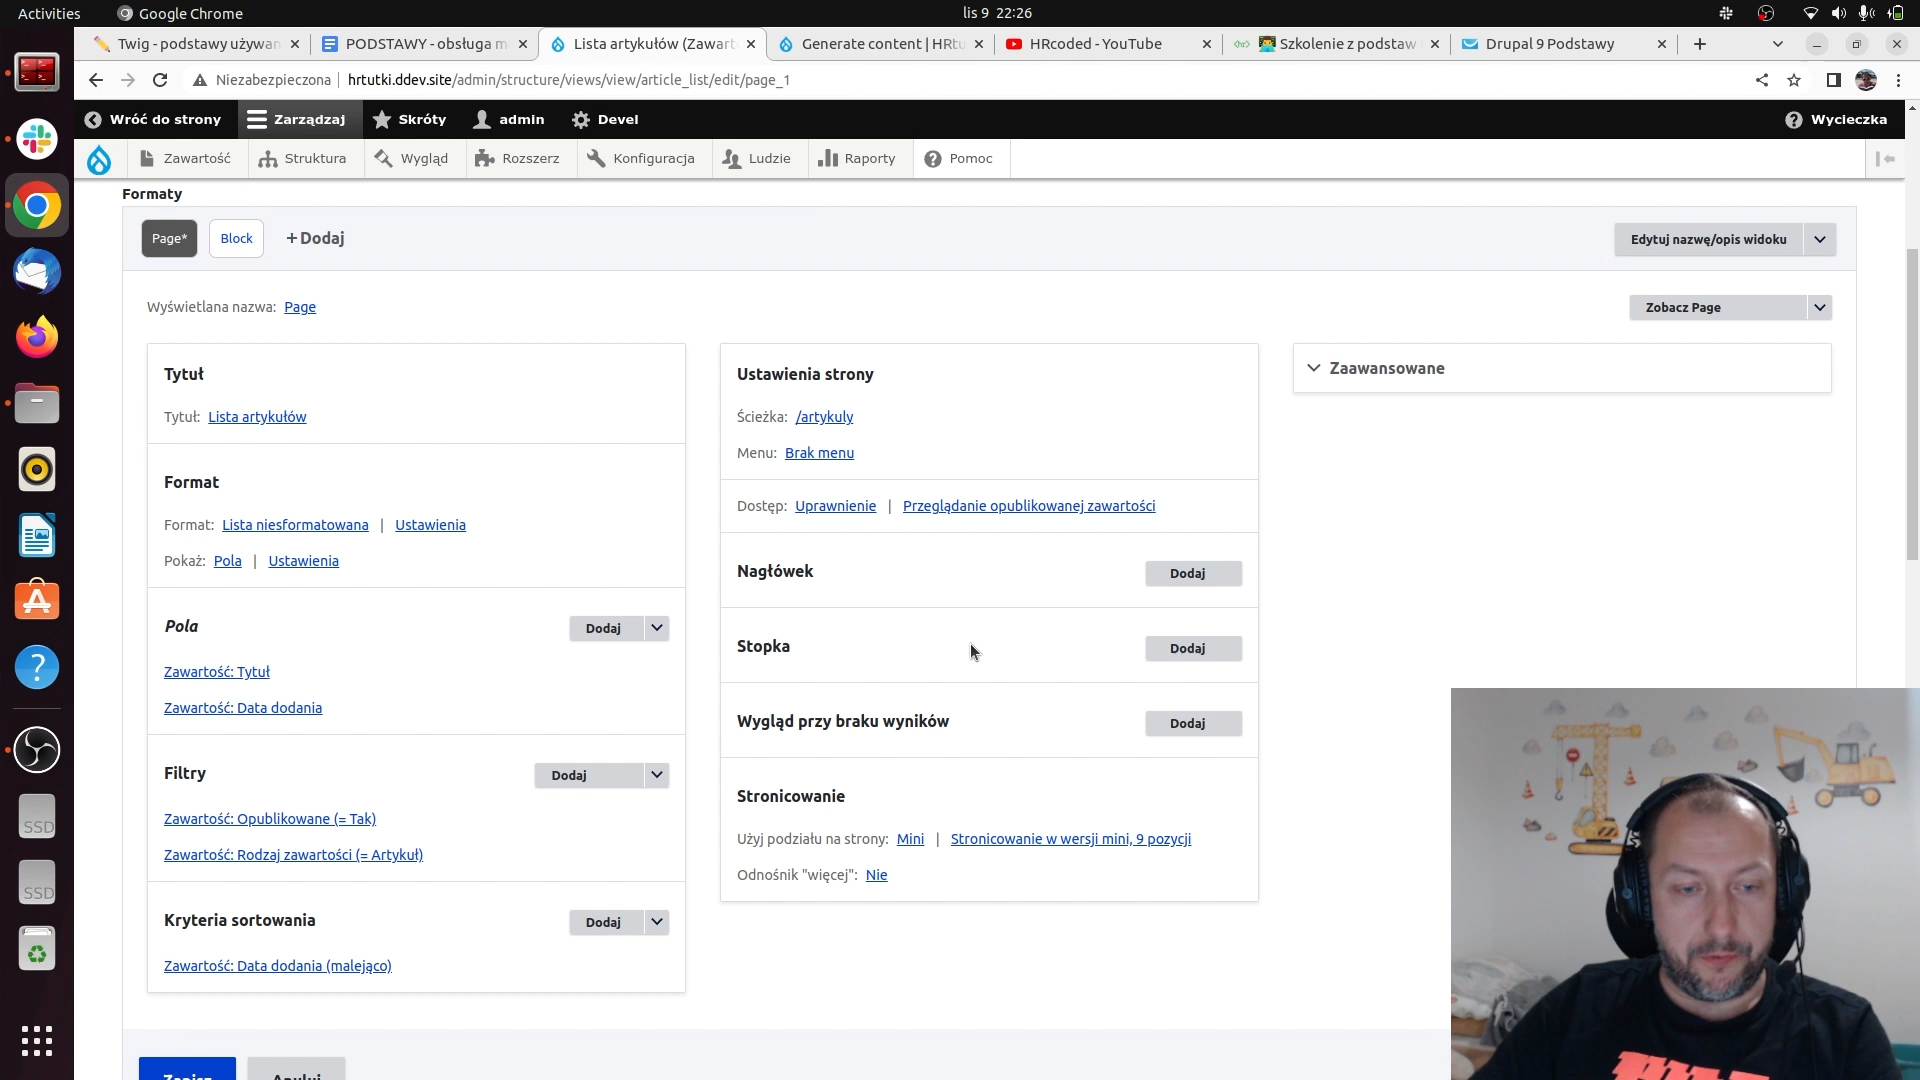 Activities
Google Chrome
lis 9 22:26
Twig - podstawy używan
PODSTAWY - obsługa m
Lista artykułów (Zawart
Generate content | HRtu
HRcoded - YouTube
Szkolenie z podstaw
Drupal 9 Podstawy
Niezabezpieczona
hrtutki.ddev.site/admin/structure/views/view/article_list/edit/page_1
Wróć do strony
Zarządzaj
Skróty
admin
Devel
Wycieczka
Zawartość
Struktura
Wygląd
Rozszerz
Konfiguracja
Ludzie
Raporty
Pomoc
Formaty
Page*
Block
+ Dodaj
Edytuj nazwę/opis widoku
Wyświetlana nazwa: Page
Zobacz Page
Tytuł
Tytuł: Lista artykułów
Format
Format: Lista niesformatowana | Ustawienia
Pokaż: Pola | Ustawienia
Pola
Dodaj
Zawartość: Tytuł
Zawartość: Data dodania
Filtry
Dodaj
Zawartość: Opublikowane (= Tak)
Zawartość: Rodzaj zawartości (= Artykuł)
Kryteria sortowania
Dodaj
Zawartość: Data dodania (malejąco)
Ustawienia strony
Ścieżka: /artykuly
Menu: Brak menu
Dostęp: Uprawnienie | Przeglądanie opublikowanej zawartości
Nagłówek
Dodaj
Stopka
Dodaj
Wygląd przy braku wyników
Dodaj
Stronicowanie
Użyj podziału na strony: Mini | Stronicowanie w wersji mini, 9 pozycji
Odnośnik "więcej": Nie
Zaawansowane
SSD
SSD
Zapisz
Anuluj